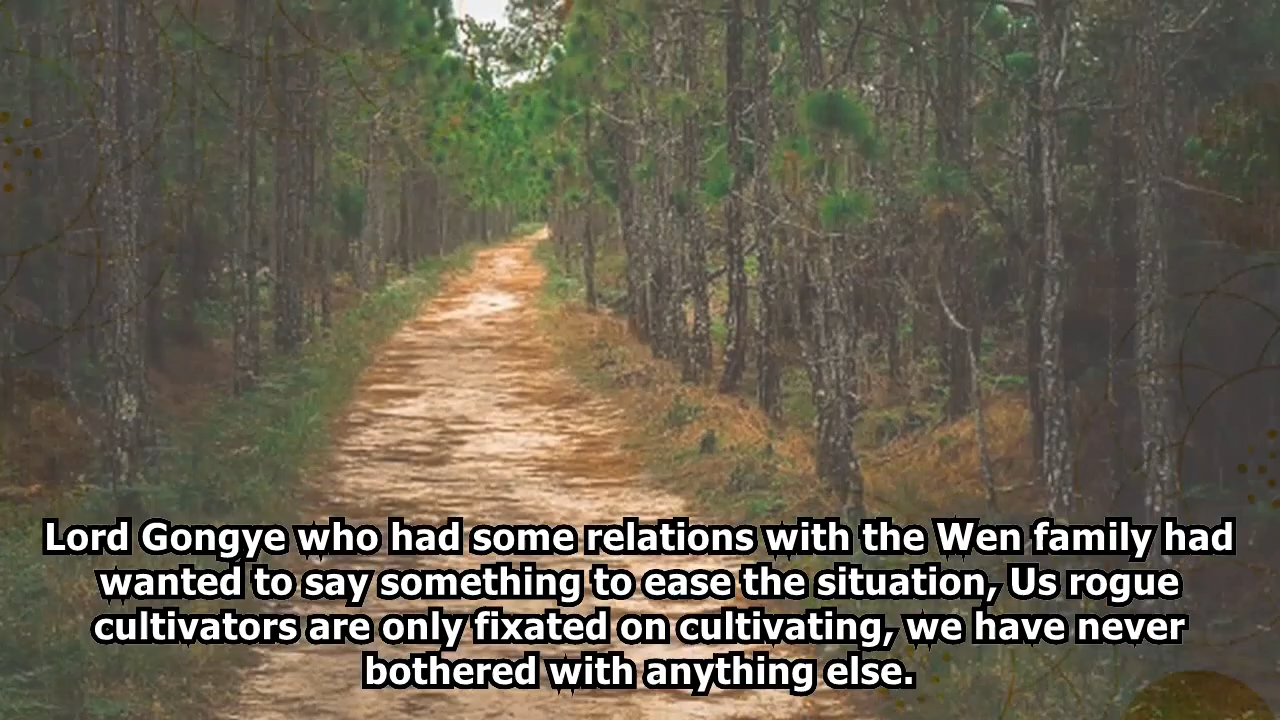 Lord Gongye who had some relations with the Wen family had
wanted to say something to ease the situation, Us rogue
cultivators are only fixated on cultivating, we have never
bothered with anything else.